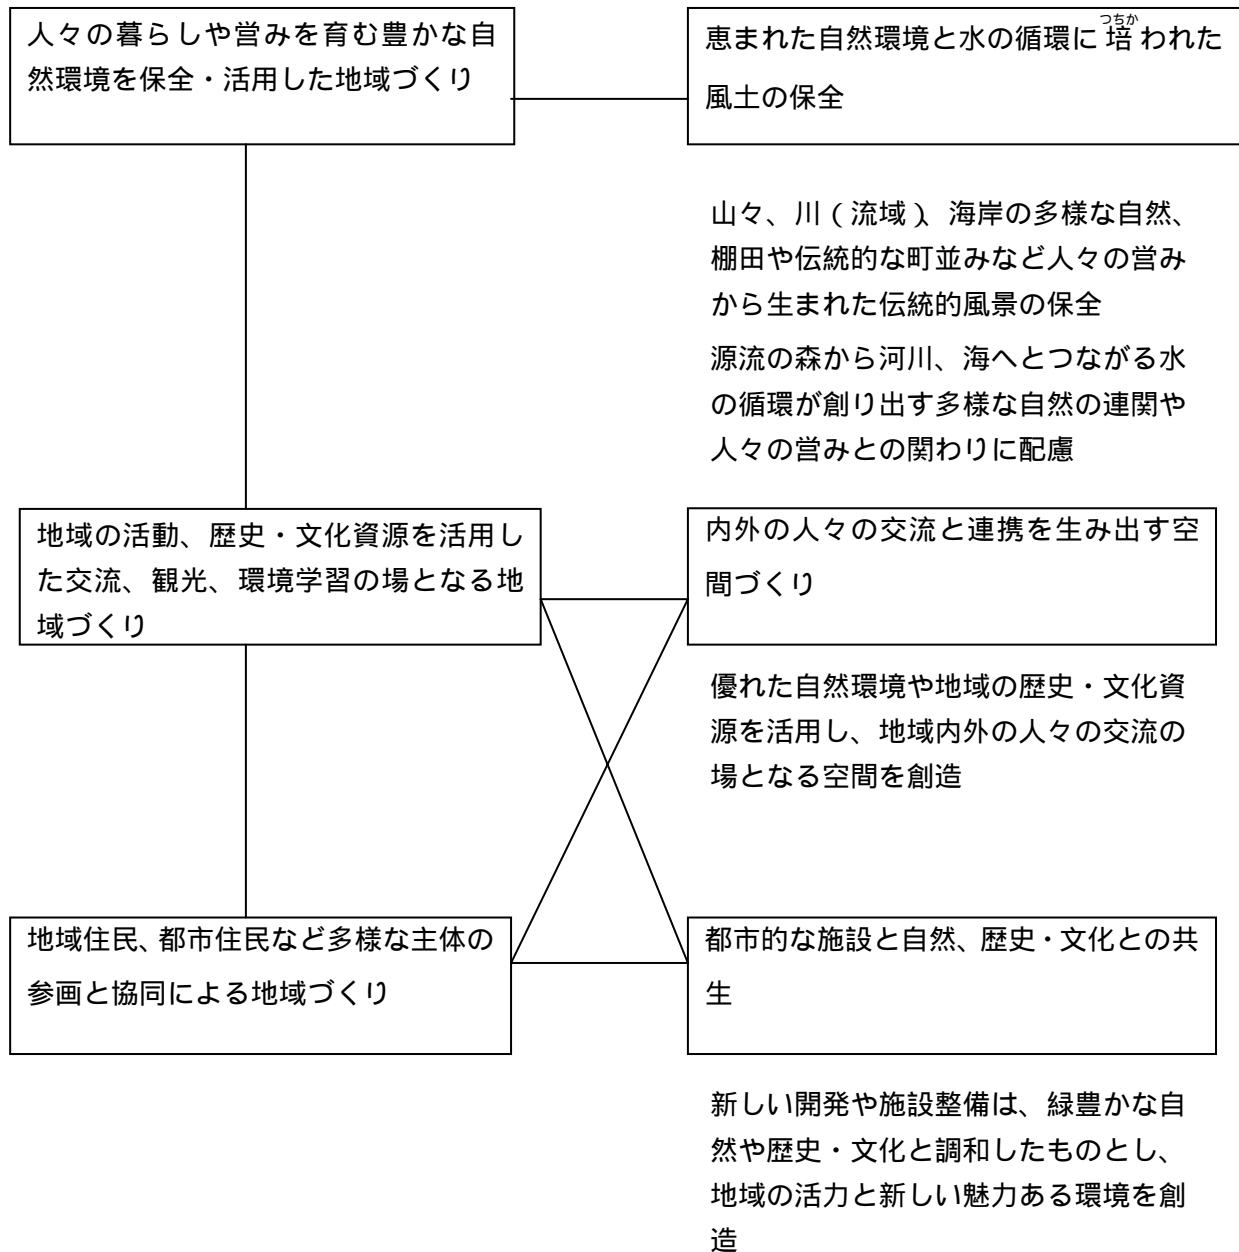 人々の暮らしや営みを育む豊かな自
然環境を保全・活用した地域づくり
恵まれた自然環境と水の循環に培われた
つちか
風土の保全
山々、川(流域)、海岸の多様な自然、
棚田や伝統的な町並みなど人々の営み
から生まれた伝統的風景の保全
源流の森から河川、海へとつながる水
の循環が創り出す多様な自然の連関や
人々の営みとの関わりに配慮
地域の活動、歴史・文化資源を活用し
た交流、観光、環境学習の場となる地
域づくり
内外の人々の交流と連携を生み出す空
間づくり
優れた自然環境や地域の歴史・文化資
源を活用し、地域内外の人々の交流の
場となる空間を創造
地域住民、都市住民など多様な主体の
参画と協同による地域づくり
都市的な施設と自然、歴史・文化との共
生
新しい開発や施設整備は、緑豊かな自
然や歴史・文化と調和したものとし、
地域の活力と新しい魅力ある環境を創
造